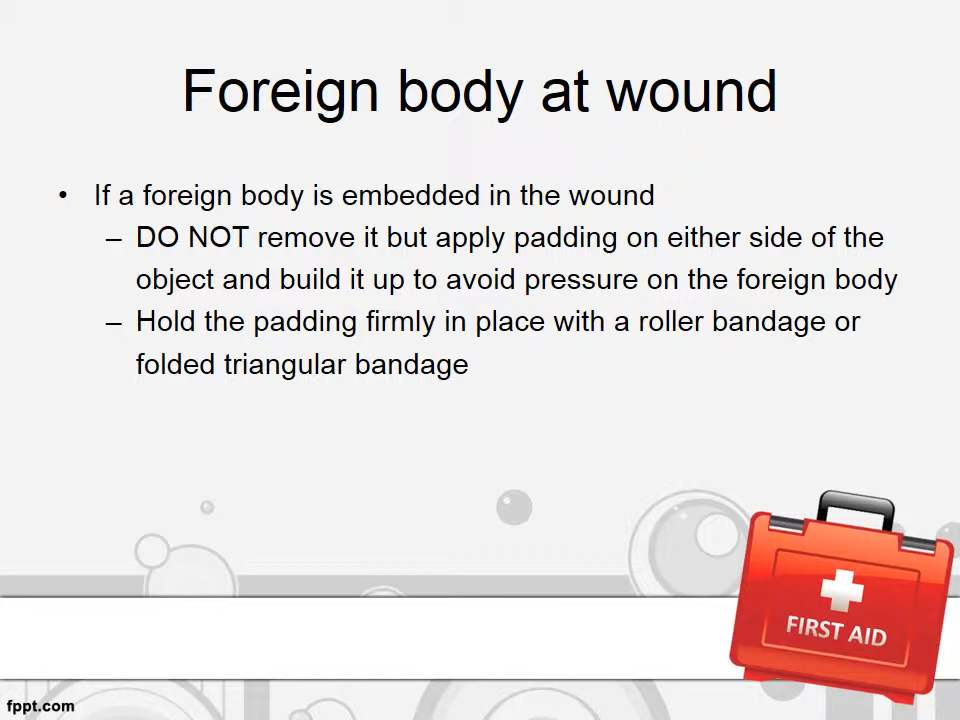 Foreign body at wound
• If a foreign body is embedded in the wound
– DO NOT remove it but apply padding on either side of the
object and build it up to avoid pressure on the foreign body
– Hold the padding firmly in place with a roller bandage or
folded triangular bandage
FIRST AID
fppt.com